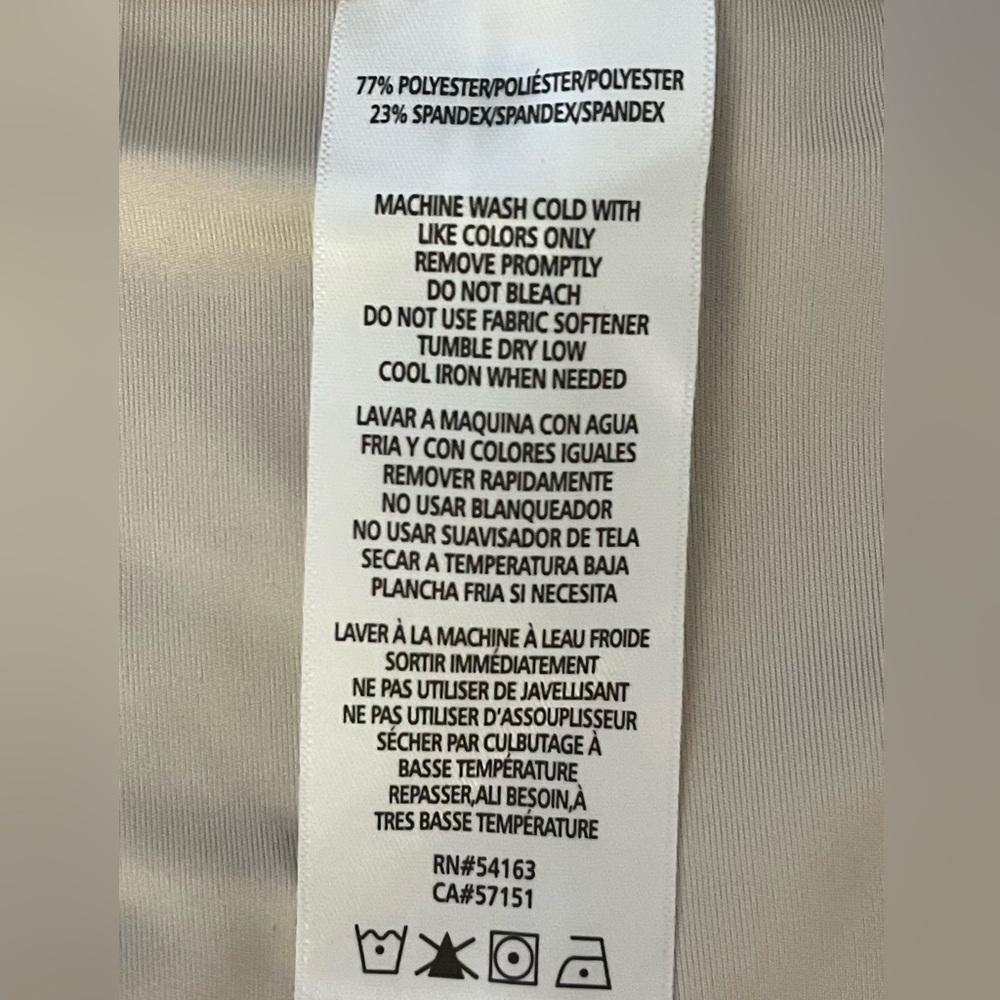 77% POLYESTER/POLIÉSTER/POLYESTER
23% SPANDEX/SPANDEX/SPANDEX
MACHINE WASH COLD WITH
LIKE COLORS ONLY
REMOVE PROMPTLY
DO NOT BLEACH
DO NOT USE FABRIC SOFTENER
TUMBLE DRY LOW
COOL IRON WHEN NEEDED
LAVAR A MAQUINA CON AGUA
FRIA Y CON COLORES IGUALES
REMOVER RAPIDAMENTE
NO USAR BLANQUEADOR
NO USAR SUAVISADOR DE TELA
SECAR A TEMPERATURA BAJA
PLANCHA FRIA SI NECESITA
LAVER À LA MACHINE À LEAU FROIDE
SORTIR IMMÉDIATEMENT
NE PAS UTILISER DE JAVELLISANT
NE PAS UTILISER D'ASSOUPLISSEUR
SÉCHER PAR CULBUTAGE À
BASSE TEMPÉRATURE
REPASSER,ALI BESOIN,À
TRES BASSE TEMPÉRATURE
RN#54163
CA#57151